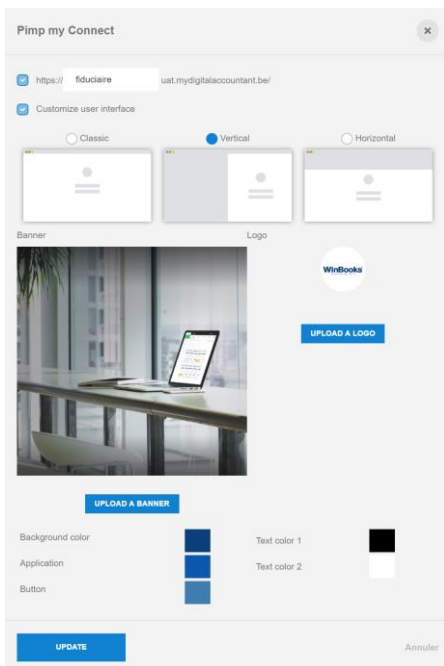 Pimp my Connect
https:// fiduciaire uat.mydigitalaccountant.be/
Customize user interface
Classic Vertical Horizontal
Banner Logo
WinBooks
UPLOAD A LOGO
UPLOAD A BANNER
Background color Text color 1
Application Text color 2
Button
UPDATE Annuler